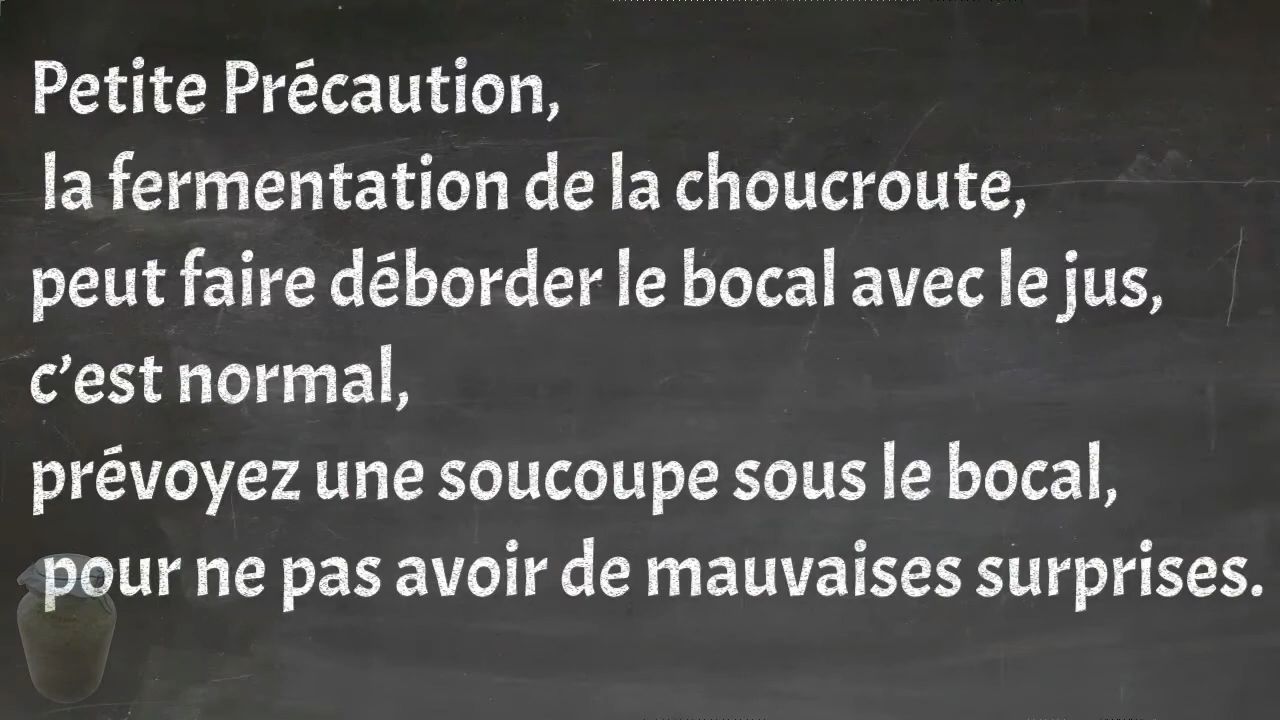 Petite Précaution,
la fermentation de la choucroute,
peut faire déborder le bocal avec le jus,
c’est normal,
prévoyez une soucoupe sous le bocal,
pour ne pas avoir de mauvaises surprises.